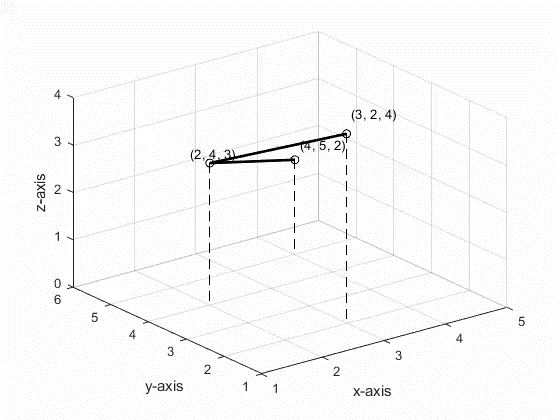 4
(3, 2, 4)
3
(2, 4, 3)
(4, 5, 2)
z-axis
2
1
0
6
5
4
3
2
1
1
2
3
4
5
y-axis
x-axis